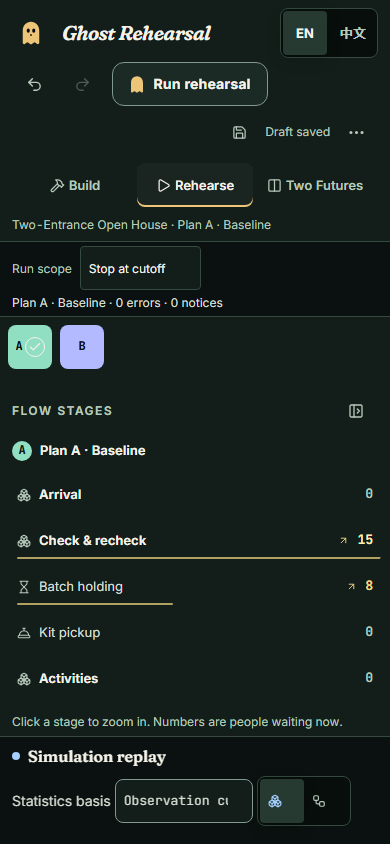 Ghost Rehearsal
EN 中文
Run rehearsal
Draft saved
Build Rehearse Two Futures
Two-Entrance Open House · Plan A · Baseline
Run scope Stop at cutoff
Plan A · Baseline · 0 errors · 0 notices
A B
FLOW STAGES
A Plan A · Baseline
Arrival 0
Check & recheck 15
Batch holding 8
Kit pickup 0
Activities 0
Click a stage to zoom in. Numbers are people waiting now.
Simulation replay
Statistics basis Observation